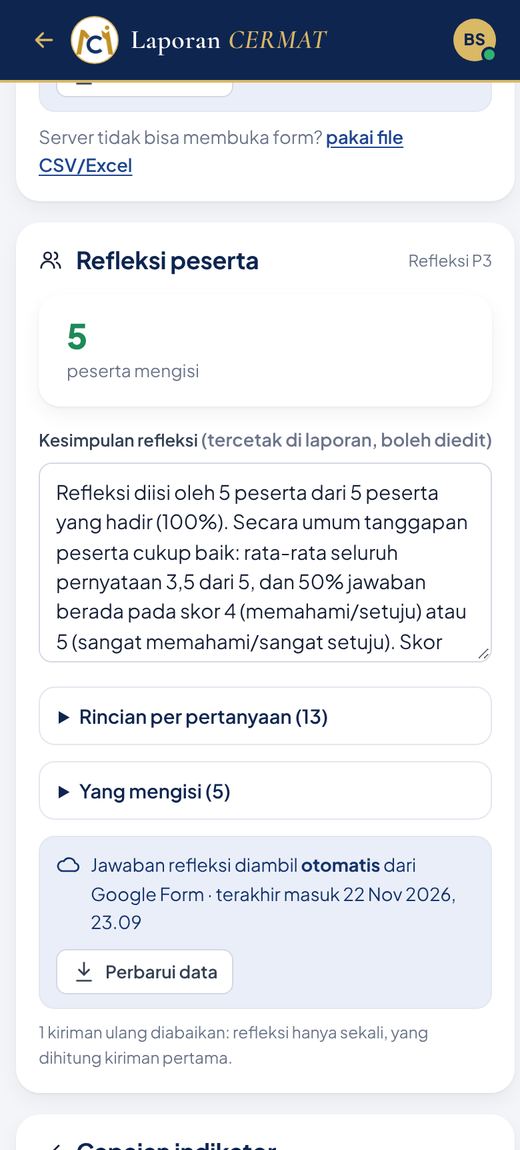 Laporan CERMAT
BS
Server tidak bisa membuka form? pakai file
CSV/Excel
Refleksi peserta
Refleksi P3
5
peserta mengisi
Kesimpulan refleksi (tercetak di laporan, boleh diedit)
Refleksi diisi oleh 5 peserta dari 5 peserta
yang hadir (100%). Secara umum tanggapan
peserta cukup baik: rata-rata seluruh
pernyataan 3,5 dari 5, dan 50% jawaban
berada pada skor 4 (memahami/setuju) atau
5 (sangat memahami/sangat setuju). Skor
Rincian per pertanyaan (13)
Yang mengisi (5)
Jawaban refleksi diambil otomatis dari
Google Form · terakhir masuk 22 Nov 2026,
23.09
Perbarui data
1 kiriman ulang diabaikan: refleksi hanya sekali, yang
dihitung kiriman pertama.